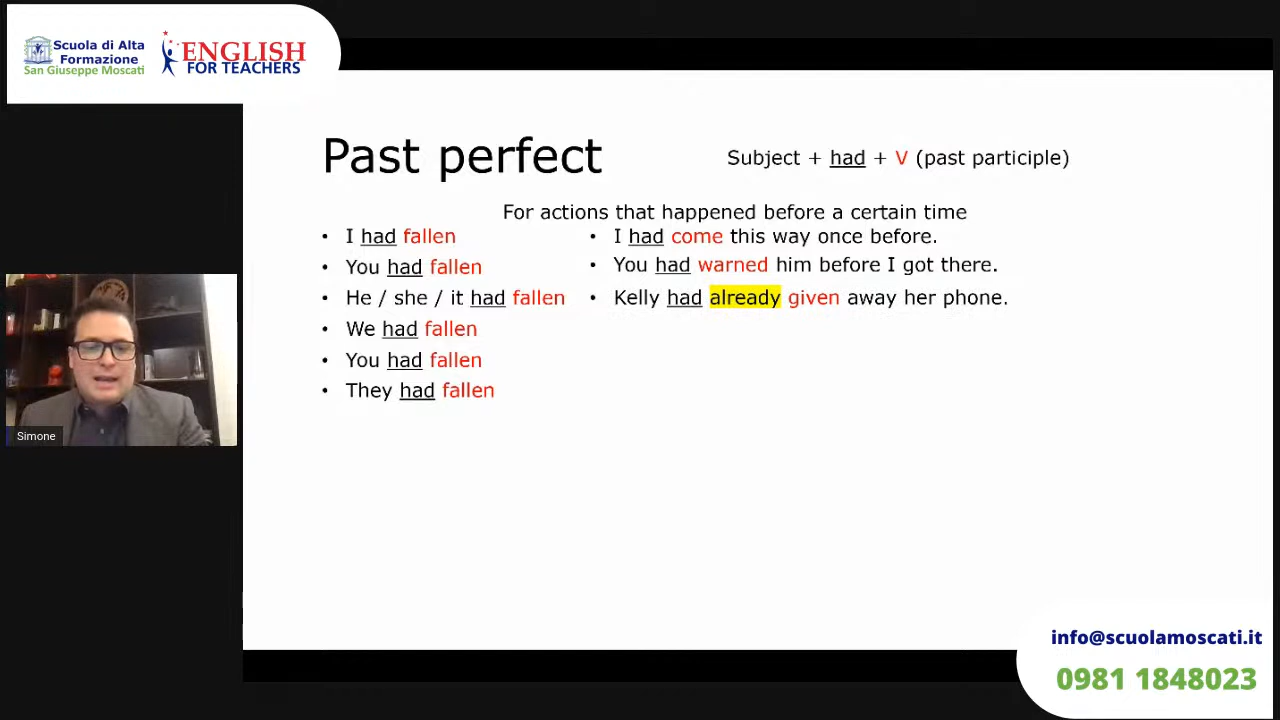 Scuola di Alta
Formazione
San Giuseppe Moscati
ENGLISH
FOR TEACHERS
Past perfect
Subject + had + V (past participle)
For actions that happened before a certain time
• I had fallen
• You had fallen
• He / she / it had fallen
• We had fallen
• You had fallen
• They had fallen
• I had come this way once before.
• You had warned him before I got there.
• Kelly had already given away her phone.
Simone
info@scuolamoscati.it
0981 1848023